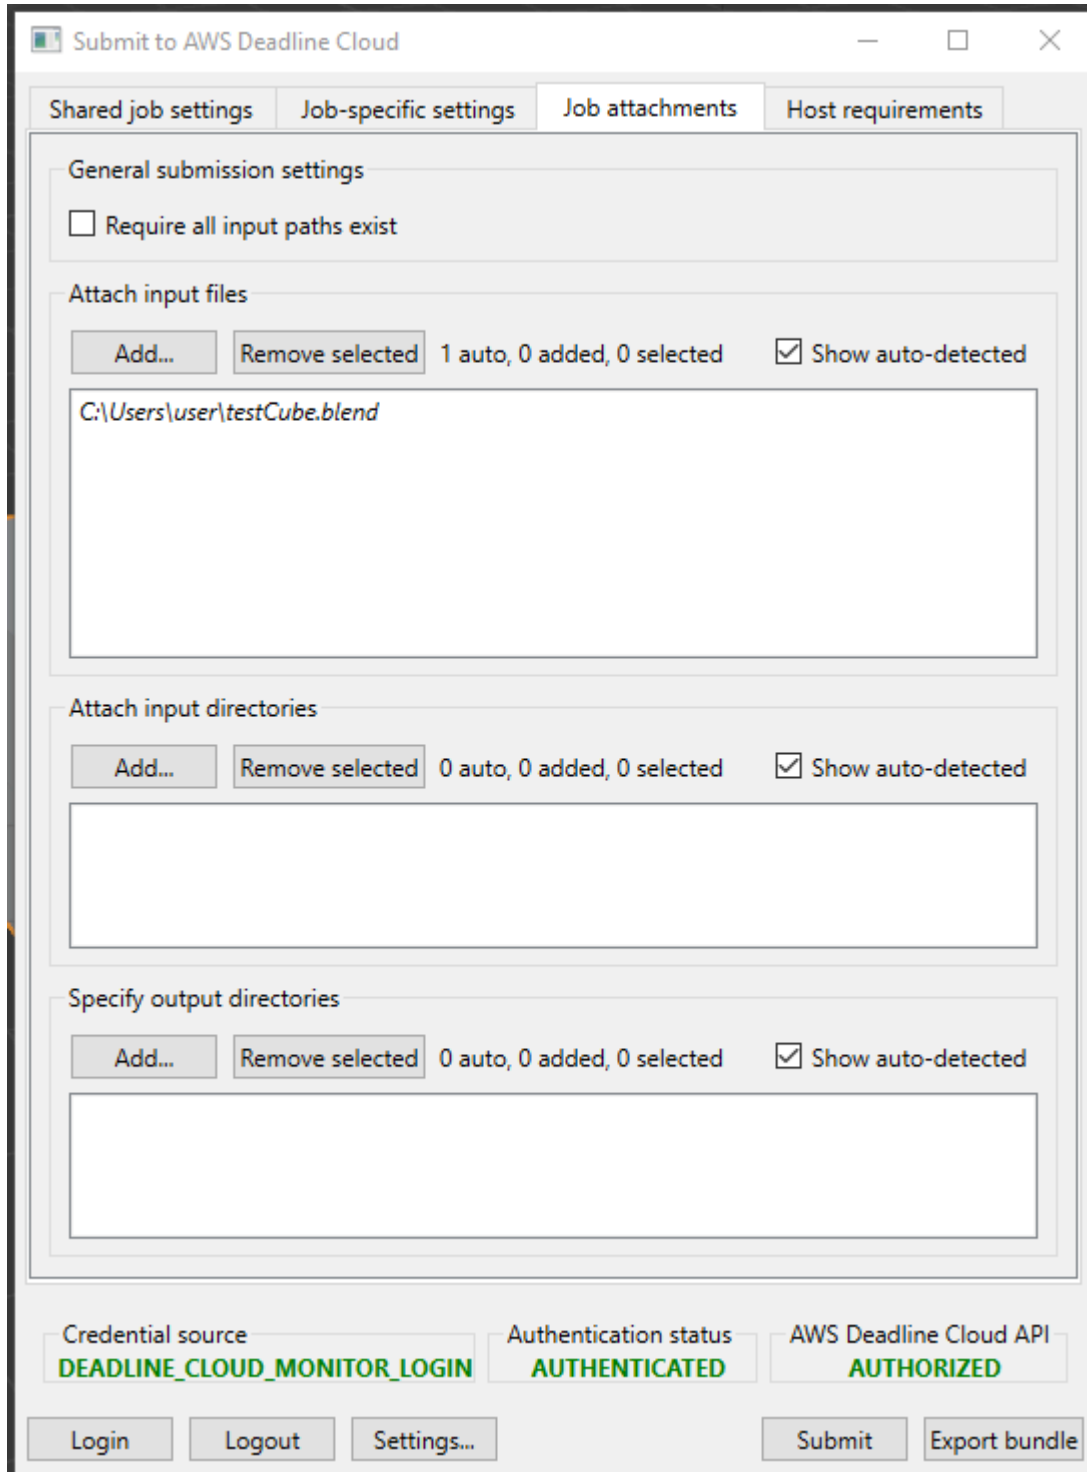 Submit to AWS Deadline Cloud
Shared job settings Job-specific settings Job attachments Host requirements
General submission settings
Require all input paths exist
Attach input files
Add... Remove selected 1 auto, 0 added, 0 selected Show auto-detected
C:\Users\user\testCube.blend
Attach input directories
Add... Remove selected 0 auto, 0 added, 0 selected Show auto-detected
Specify output directories
Add... Remove selected 0 auto, 0 added, 0 selected Show auto-detected
Credential source Authentication status AWS Deadline Cloud API
DEADLINE_CLOUD_MONITOR_LOGIN AUTHENTICATED AUTHORIZED
Login Logout Settings... Submit Export bundle